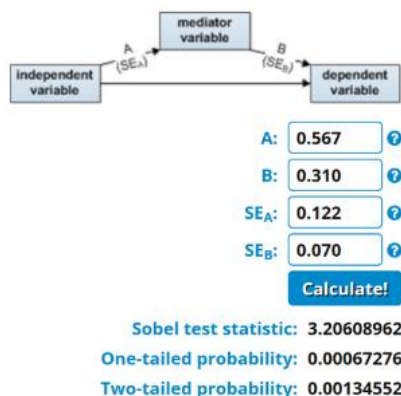 mediator
variable
A
(SEA)
B
(SEB)
independent
variable
dependent
variable
A: 0.567 ?
B: 0.310 ?
SEA: 0.122 ?
SEB: 0.070 ?
Calculate!
Sobel test statistic: 3.20608962
One-tailed probability: 0.00067276
Two-tailed probability: 0.00134552